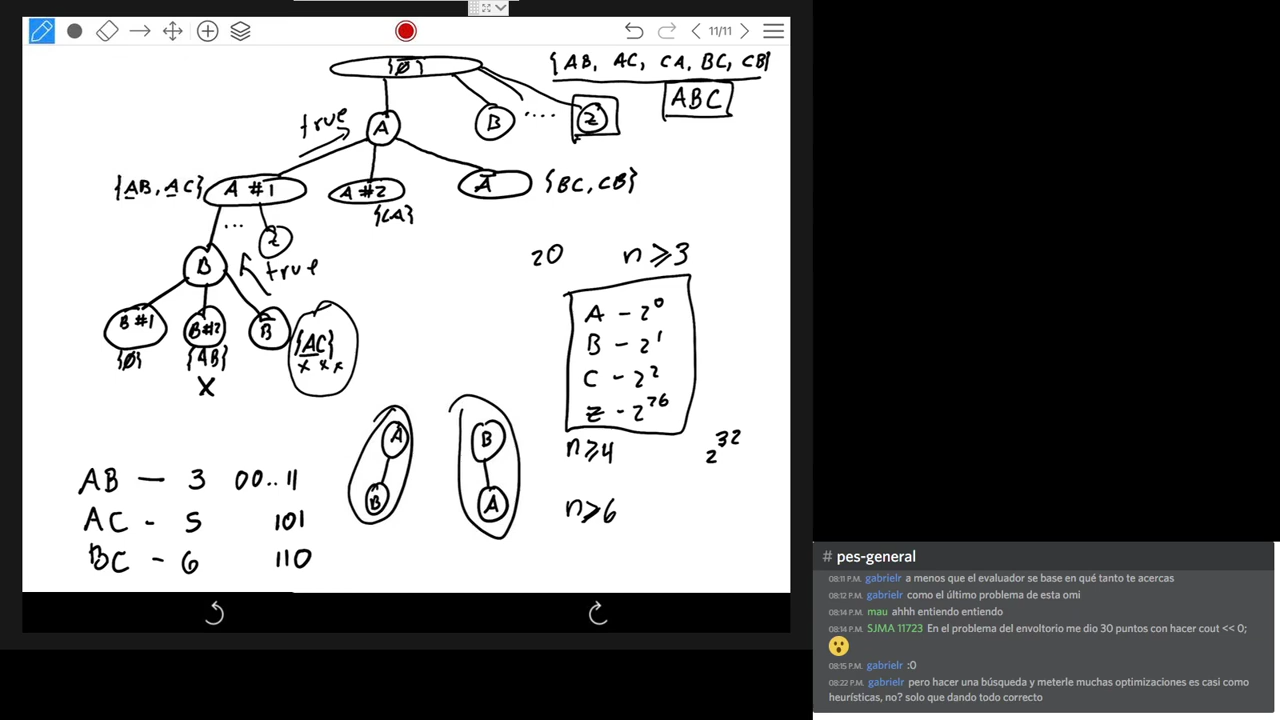 11/11
{Ø}
{AB, AC, CA, BC, CB}
ABC
true
A
B
....
Z
{AB, AC}
A #1
A #2
A
{BC, CB}
{CA}
...
Z
B
true
20
n ≥ 3
B #1
B #2
B
{AC}
x x x
{Ø}
{AB}
X
A - 2^0
B - 2^1
C - 2^2
Z - 2^26
n ≥ 4
2^32
n ≥ 6
A
B
B
A
AB — 3 00..11
AC - 5 101
BC - 6 110
# pes-general
08:11 P.M. gabrielr a menos que el evaluador se base en qué tanto te acercas
08:12 P.M. gabrielr como el último problema de esta omi
08:14 P.M. mau ahhh entiendo entiendo
08:14 P.M. SJMA 11723 En el problema del envoltorio me dio 30 puntos con hacer cout << 0;
08:15 P.M. gabrielr :0
08:22 P.M. gabrielr pero hacer una búsqueda y meterle muchas optimizaciones es casi como
heurísticas, no? solo que dando todo correcto